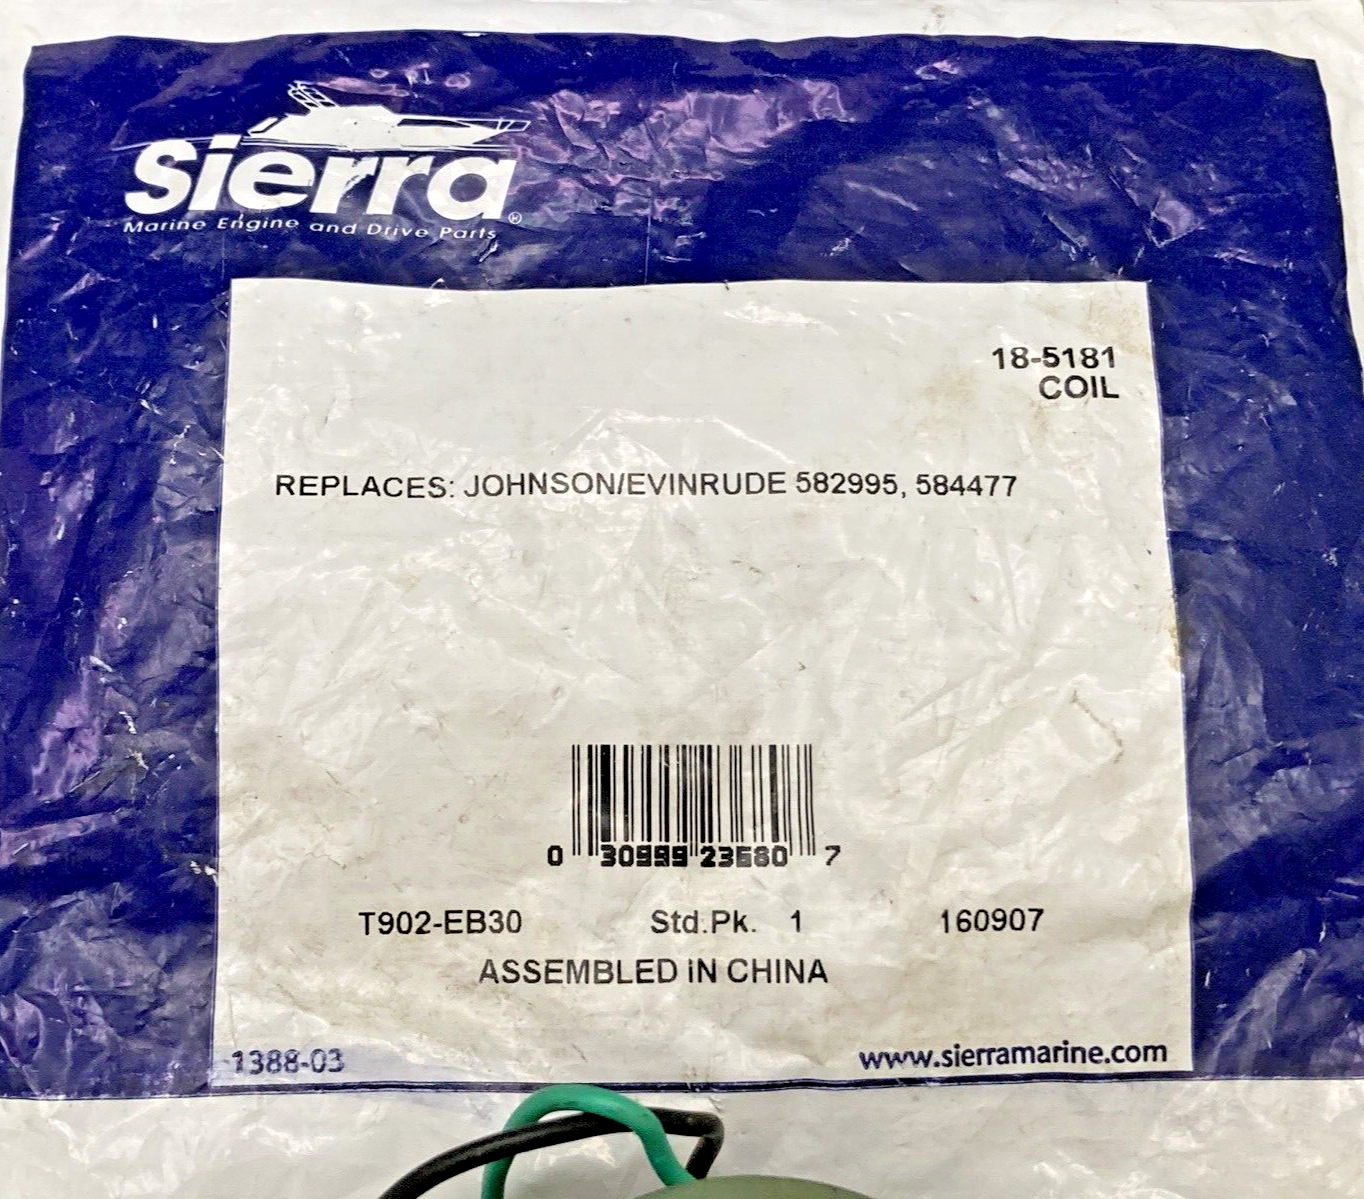 Sierra®
Marine Engine and Drive Parts
18-5181
COIL
REPLACES: JOHNSON/EVINRUDE 582995, 584477
0 30999 23680 7
T902-EB30 Std.Pk. 1 160907
ASSEMBLED IN CHINA
1388-03 www.sierramarine.com